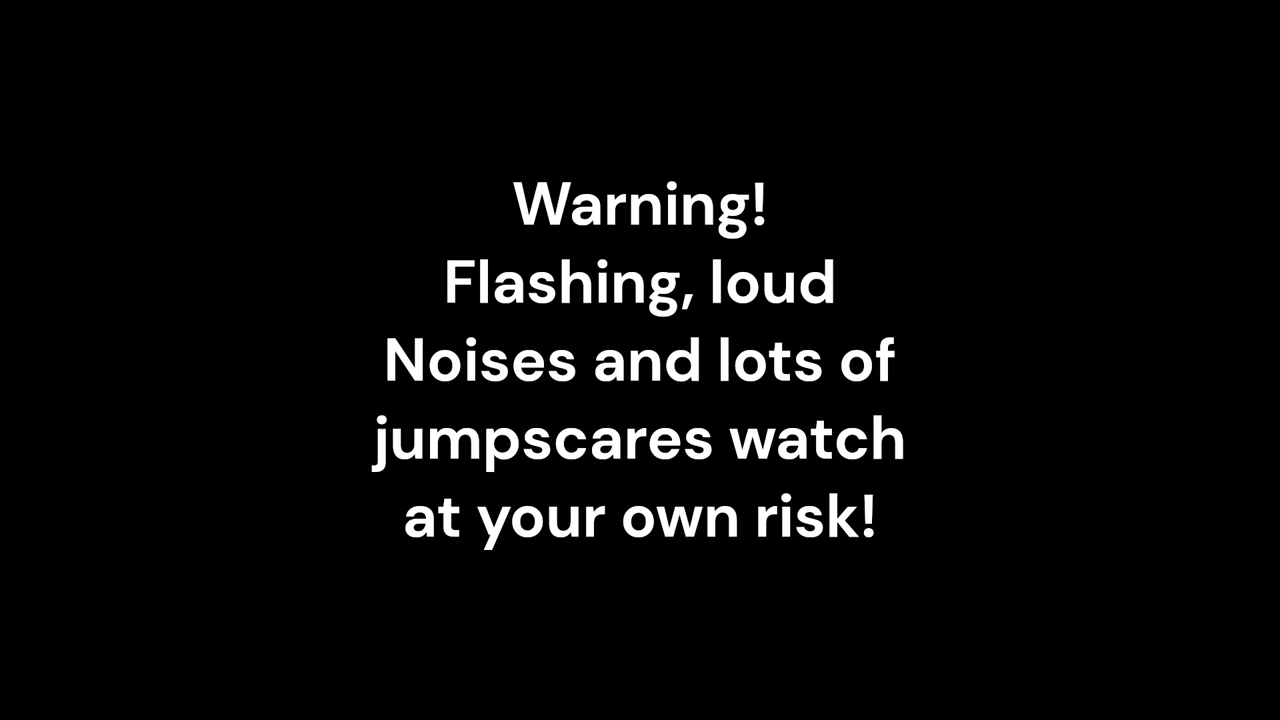 Warning!
Flashing, loud
Noises and lots of
jumpscares watch
at your own risk!